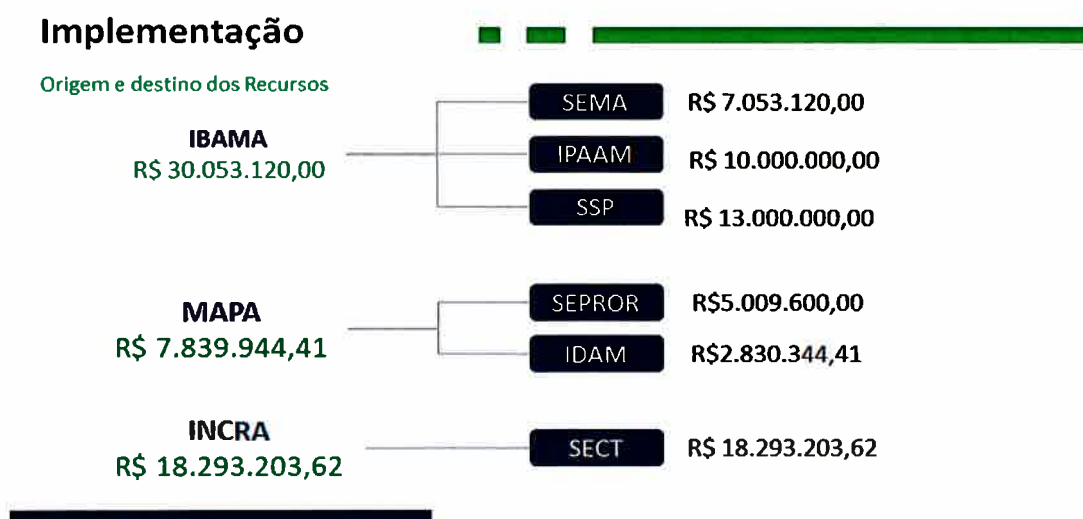 Implementação
Origem e destino dos Recursos
IBAMA
R$ 30.053.120,00
SEMA R$ 7.053.120,00
IPAAM R$ 10.000.000,00
SSP R$ 13.000.000,00
MAPA
R$ 7.839.944,41
SEPROR R$5.009.600,00
IDAM R$2.830.344,41
INCRA
R$ 18.293.203,62
SECT R$ 18.293.203,62